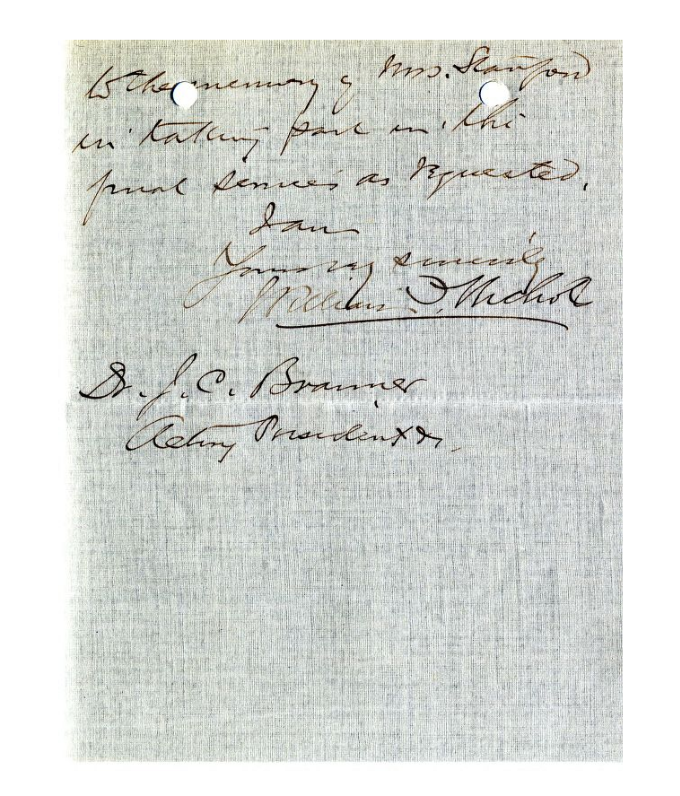 to the memory of Mrs. Stanford
in taking part in the
final services as requested.
I am
Yours very sincerely
William F. Nichols
Dr. J. C. Branner
Acting President &c.